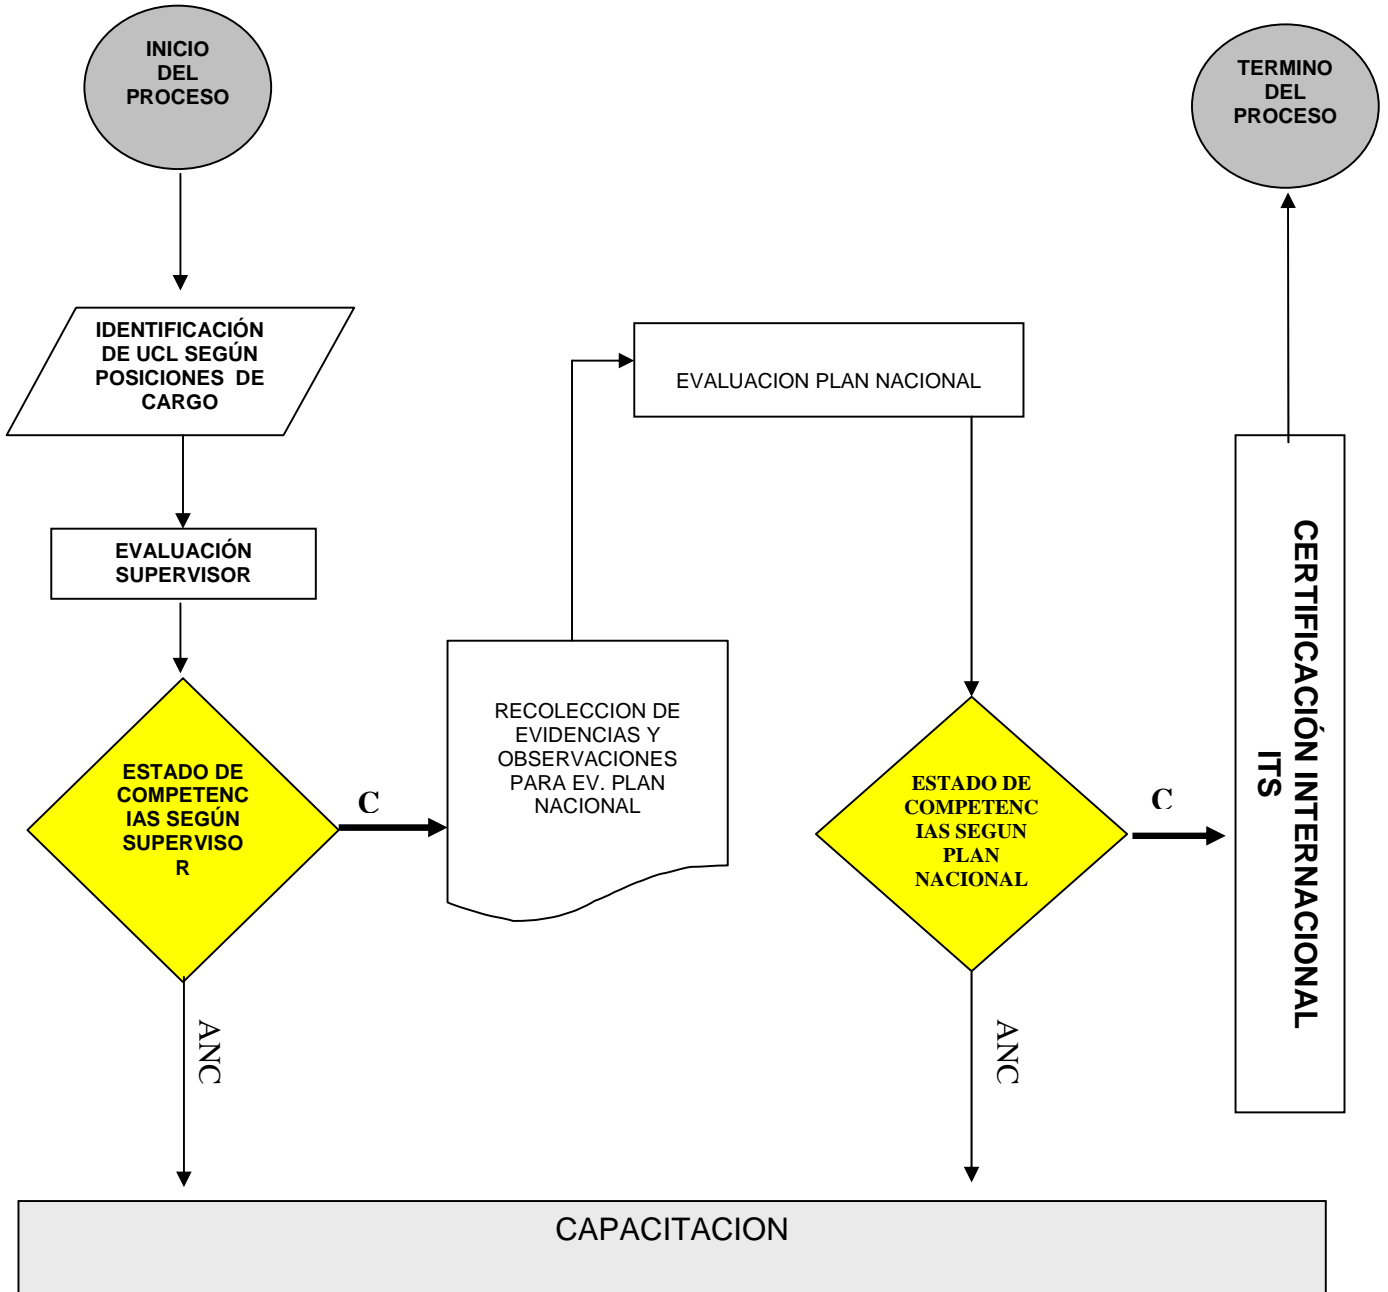 INICIO
DEL
PROCESO
TERMINO
DEL
PROCESO
IDENTIFICACIÓN
DE UCL SEGÚN
POSICIONES DE
CARGO
EVALUACION PLAN NACIONAL
EVALUACIÓN
SUPERVISOR
RECOLECCION DE
EVIDENCIAS Y
OBSERVACIONES
PARA EV. PLAN
NACIONAL
ESTADO DE
COMPETENC
IAS SEGÚN
SUPERVISO
R
C
ESTADO DE
COMPETENC
IAS SEGUN
PLAN
NACIONAL
C
CERTIFICACIÓN INTERNACIONAL
ITS
ANC
ANC
CAPACITACION